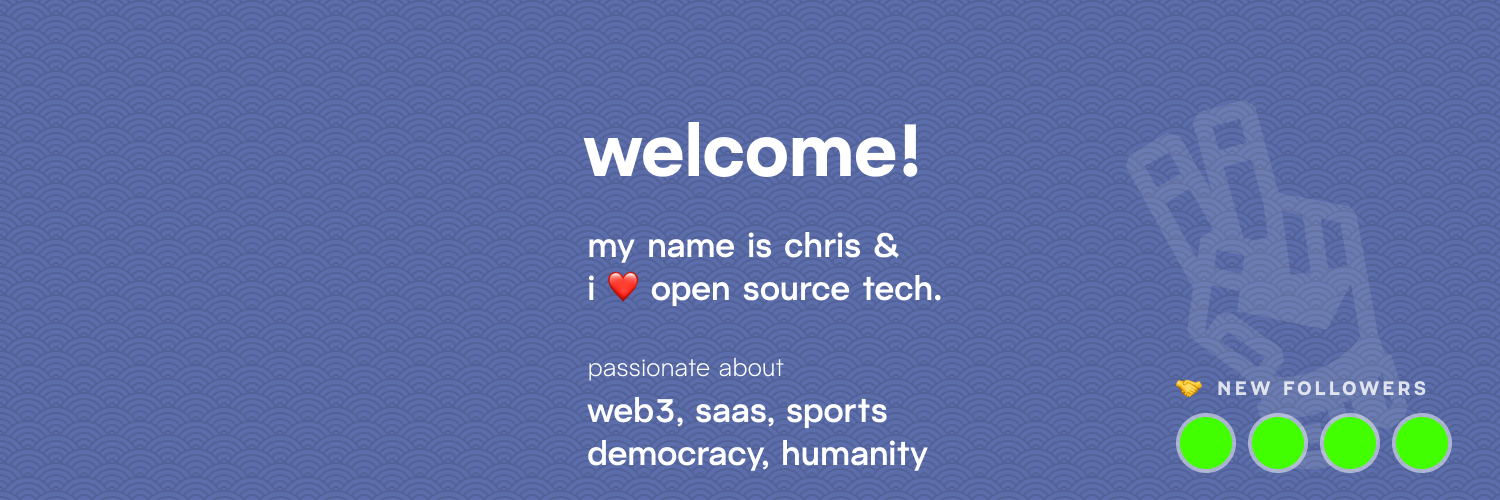 welcome!
my name is chris &
i ❤️ open source tech.
passionate about
web3, saas, sports
democracy, humanity
🤝 NEW FOLLOWERS